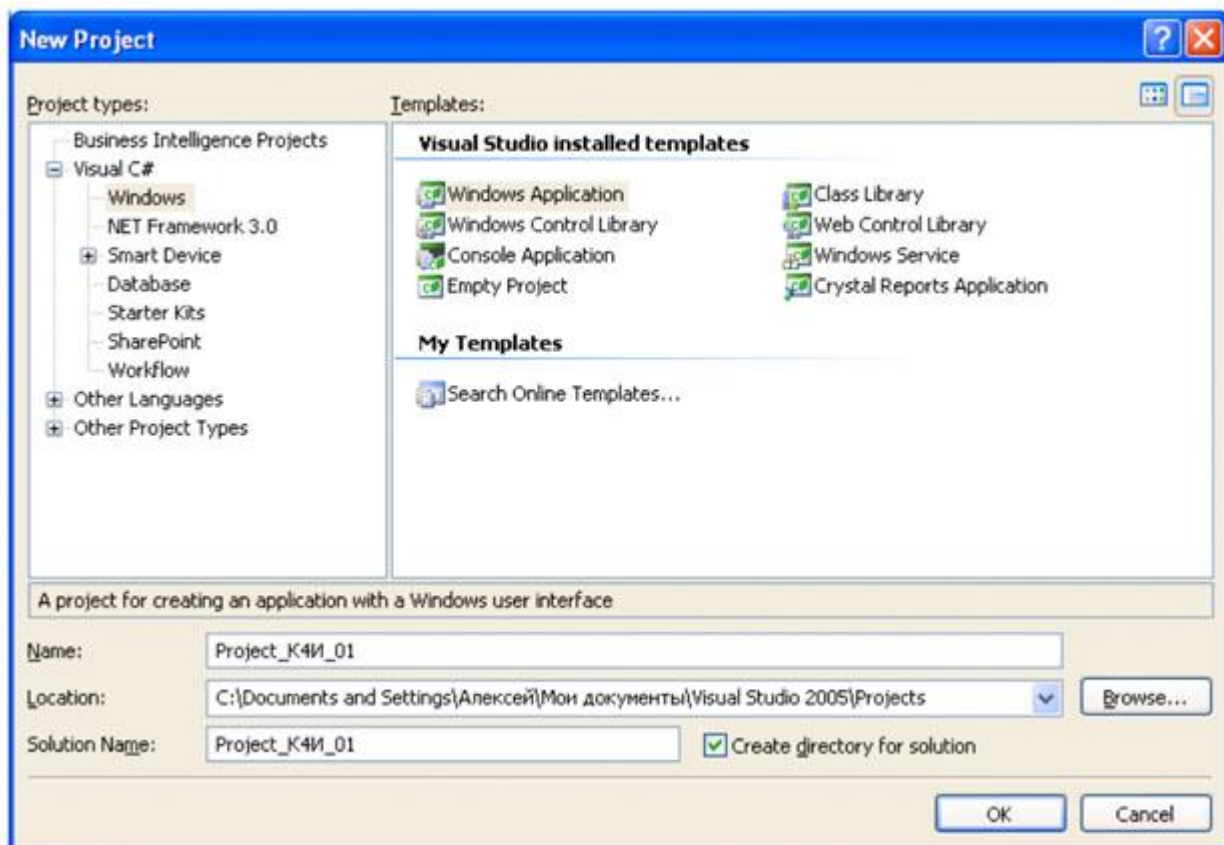 New Project
Project types:
Templates:
Business Intelligence Projects
Visual C#
Windows
NET Framework 3.0
Smart Device
Database
Starter Kits
SharePoint
Workflow
Other Languages
Other Project Types
Visual Studio installed templates
Windows Application
Class Library
Windows Control Library
Web Control Library
Console Application
Windows Service
Empty Project
Crystal Reports Application
My Templates
Search Online Templates...
A project for creating an application with a Windows user interface
Name: Project_К4И_01
Location: C:\Documents and Settings\Алексей\Мои документы\Visual Studio 2005\Projects Browse...
Solution Name: Project_К4И_01 Create directory for solution
OK Cancel